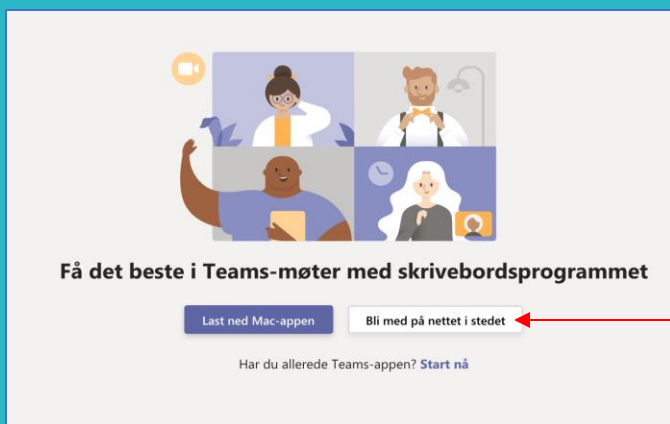 Få det beste i Teams-møter med skrivebordsprogrammet
Last ned Mac-appen
Bli med på nettet i stedet
Har du allerede Teams-appen? Start nå